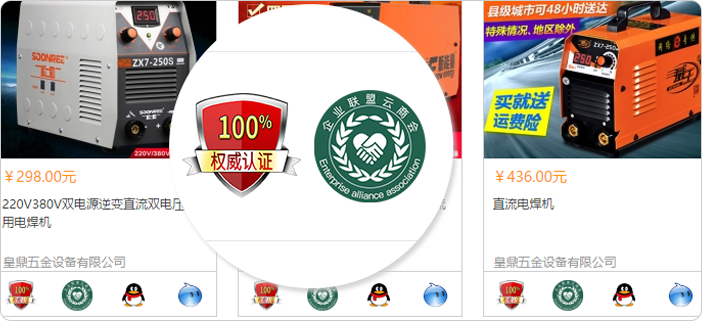 250
ZX7-250S
SOONREE
220V/380V
县级城市可48小时送达
特殊情况、地区除外
ZX7-250
250
买就送
运费险
100%
权威认证
企业联盟云商会
Enterprise alliance association
￥298.00元
220V380V双电源逆变直流双电压
用电焊机
皇鼎五金设备有限公司
￥436.00元
直流电焊机
皇鼎五金设备有限公司